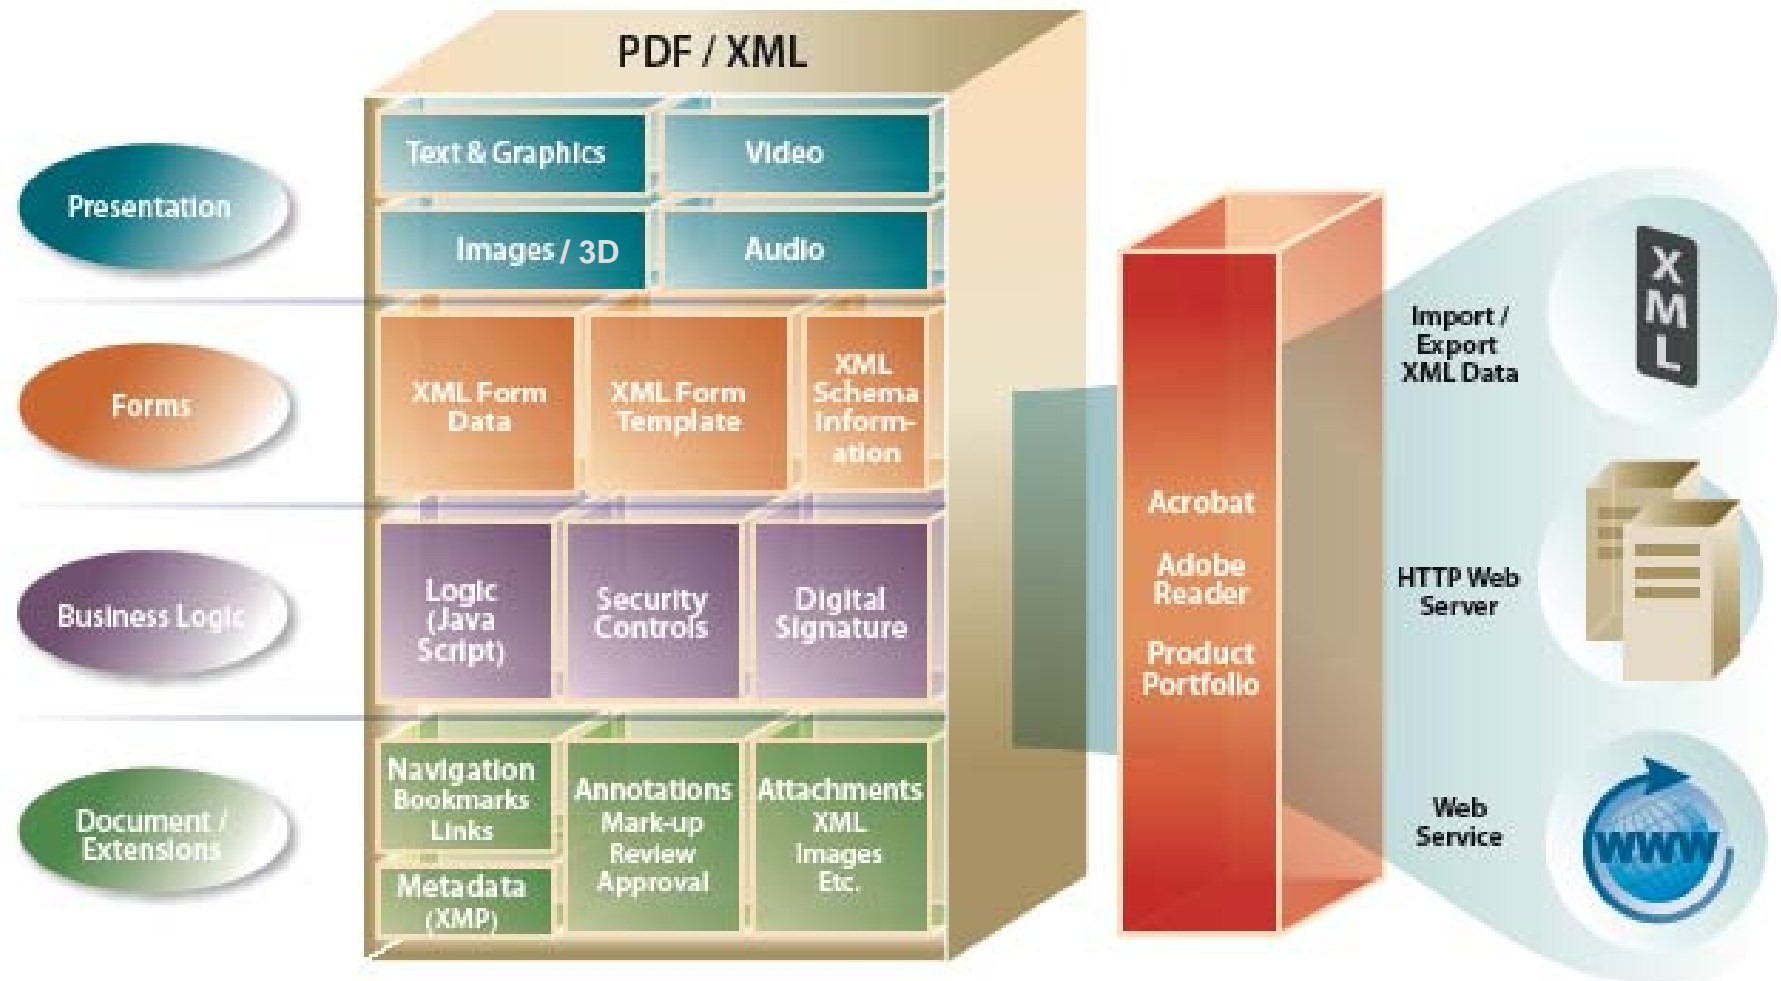 PDF / XML
Presentation
Text & Graphics
Video
Images / 3D
Audio
Forms
XML Form
Data
XML Form
Template
XML
Schema
Inform-
ation
Business Logic
Logic
(Java
Script)
Security
Controls
Digital
Signature
Document /
Extensions
Navigation
Bookmarks
Links
Metadata
(XMP)
Annotations
Mark-up
Review
Approval
Attachments
XML
Images
Etc.
Acrobat
Adobe
Reader
Product
Portfolio
Import /
Export
XML Data
X
M
L
HTTP Web
Server
Web
Service
WWW